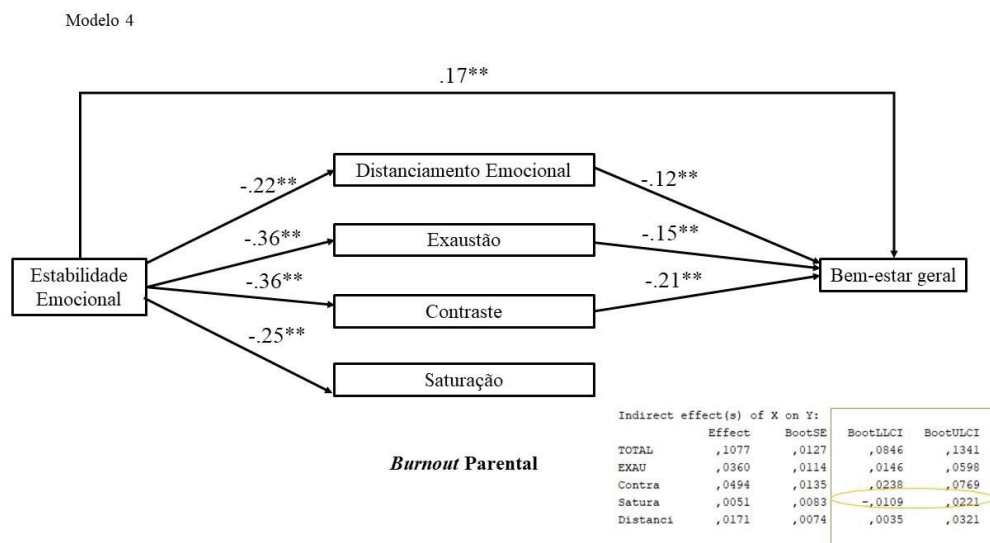 Modelo 4
.17**
Distanciamento Emocional
-.22**
-.12**
Exaustão
-.36**
-.15**
Estabilidade
Emocional
-.36**
-.21**
Bem-estar geral
Contraste
-.25**
Saturação
Burnout Parental
Indirect effect(s) of X on Y:
Effect BootSE BootLLCI BootULCI
TOTAL ,1077 ,0127 ,0846 ,1341
EXAU ,0360 ,0114 ,0146 ,0598
Contra ,0494 ,0135 ,0238 ,0769
Satura ,0051 ,0083 -,0109 ,0221
Distanci ,0171 ,0074 ,0035 ,0321